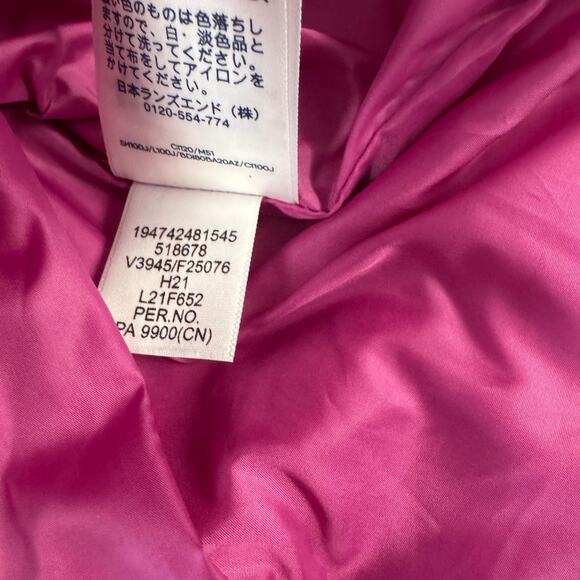 い色のものは色落ちし
ますので、白・淡色品と
分けて洗ってください。
当て布をしてアイロンを
かけてください。
日本ランズエンド（株）
0120-554-774
CI120/M51
SH100J/L100J/BDI80BA20AZ/CI100J
194742481545
518678
V3945/F25076
H21
L21F652
PER.NO.
PA 9900(CN)